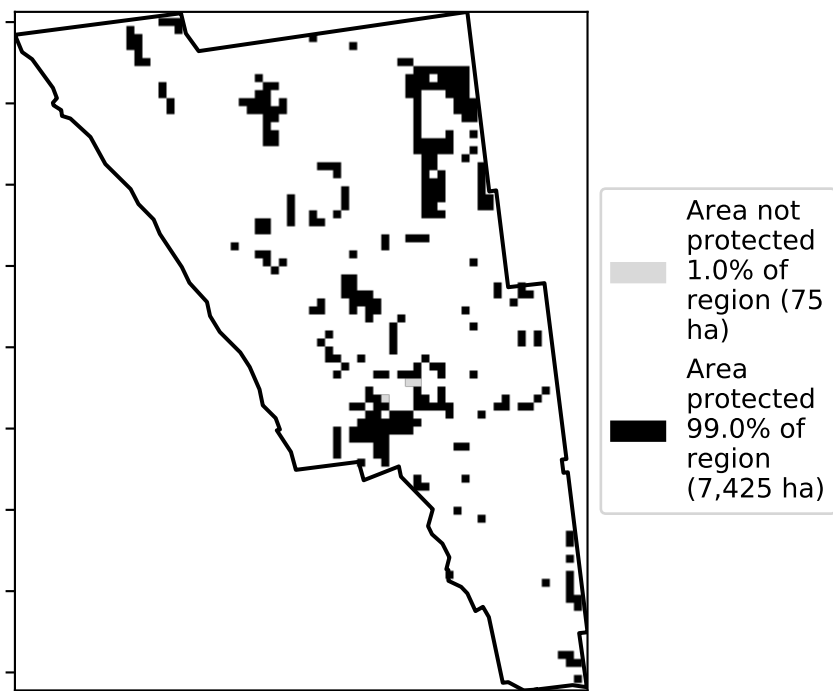 Area not
protected
1.0% of
region (75
ha)
Area
protected
99.0% of
region
(7,425 ha)